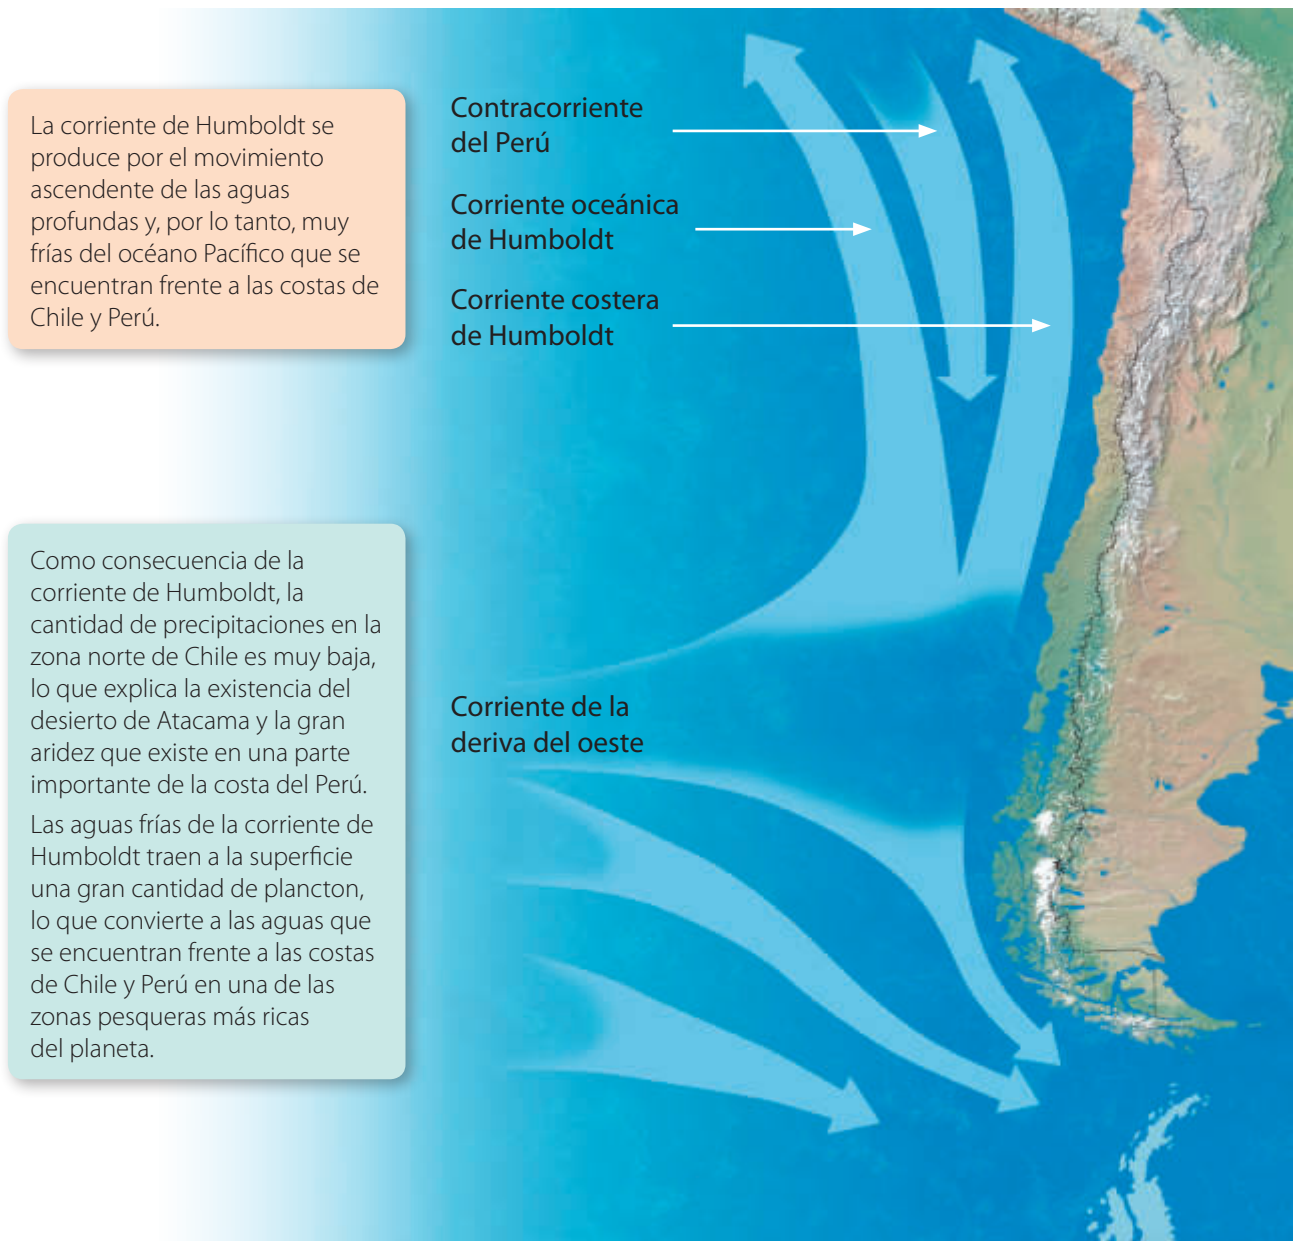 La corriente de Humboldt se
produce por el movimiento
ascendente de las aguas
profundas y, por lo tanto, muy
frías del océano Pacífico que se
encuentran frente a las costas de
Chile y Perú.
Contracorriente
del Perú
Corriente oceánica
de Humboldt
Corriente costera
de Humboldt
Como consecuencia de la
corriente de Humboldt, la
cantidad de precipitaciones en la
zona norte de Chile es muy baja,
lo que explica la existencia del
desierto de Atacama y la gran
aridez que existe en una parte
importante de la costa del Perú.
Las aguas frías de la corriente de
Humboldt traen a la superficie
una gran cantidad de plancton,
lo que convierte a las aguas que
se encuentran frente a las costas
de Chile y Perú en una de las
zonas pesqueras más ricas
del planeta.
Corriente de la
deriva del oeste